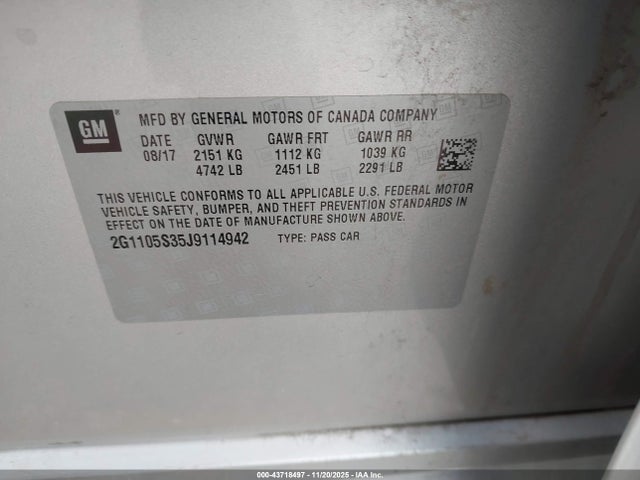 GM
MFD BY GENERAL MOTORS OF CANADA COMPANY
DATE GVWR GAWR FRT GAWR RR
08/17 2151 KG 1112 KG 1039 KG
4742 LB 2451 LB 2291 LB
THIS VEHICLE CONFORMS TO ALL APPLICABLE U.S. FEDERAL MOTOR
VEHICLE SAFETY, BUMPER, AND THEFT PREVENTION STANDARDS IN
EFFECT ON THE DATE OF MANUFACTURE SHOWN ABOVE.
2G1105S35J9114942 TYPE: PASS CAR
000-43718497 - 11/20/2025 - IAA Inc.